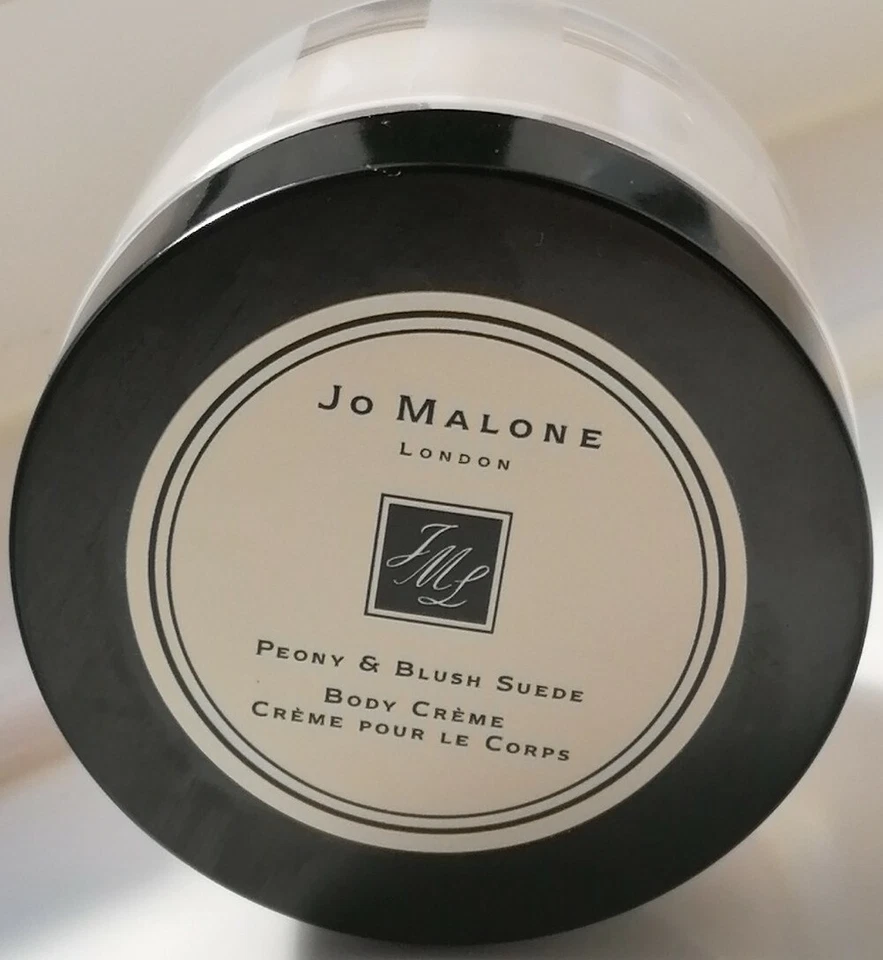 Jo Malone
London
JML
Peony & Blush Suede
Body Crème
Crème pour le Corps